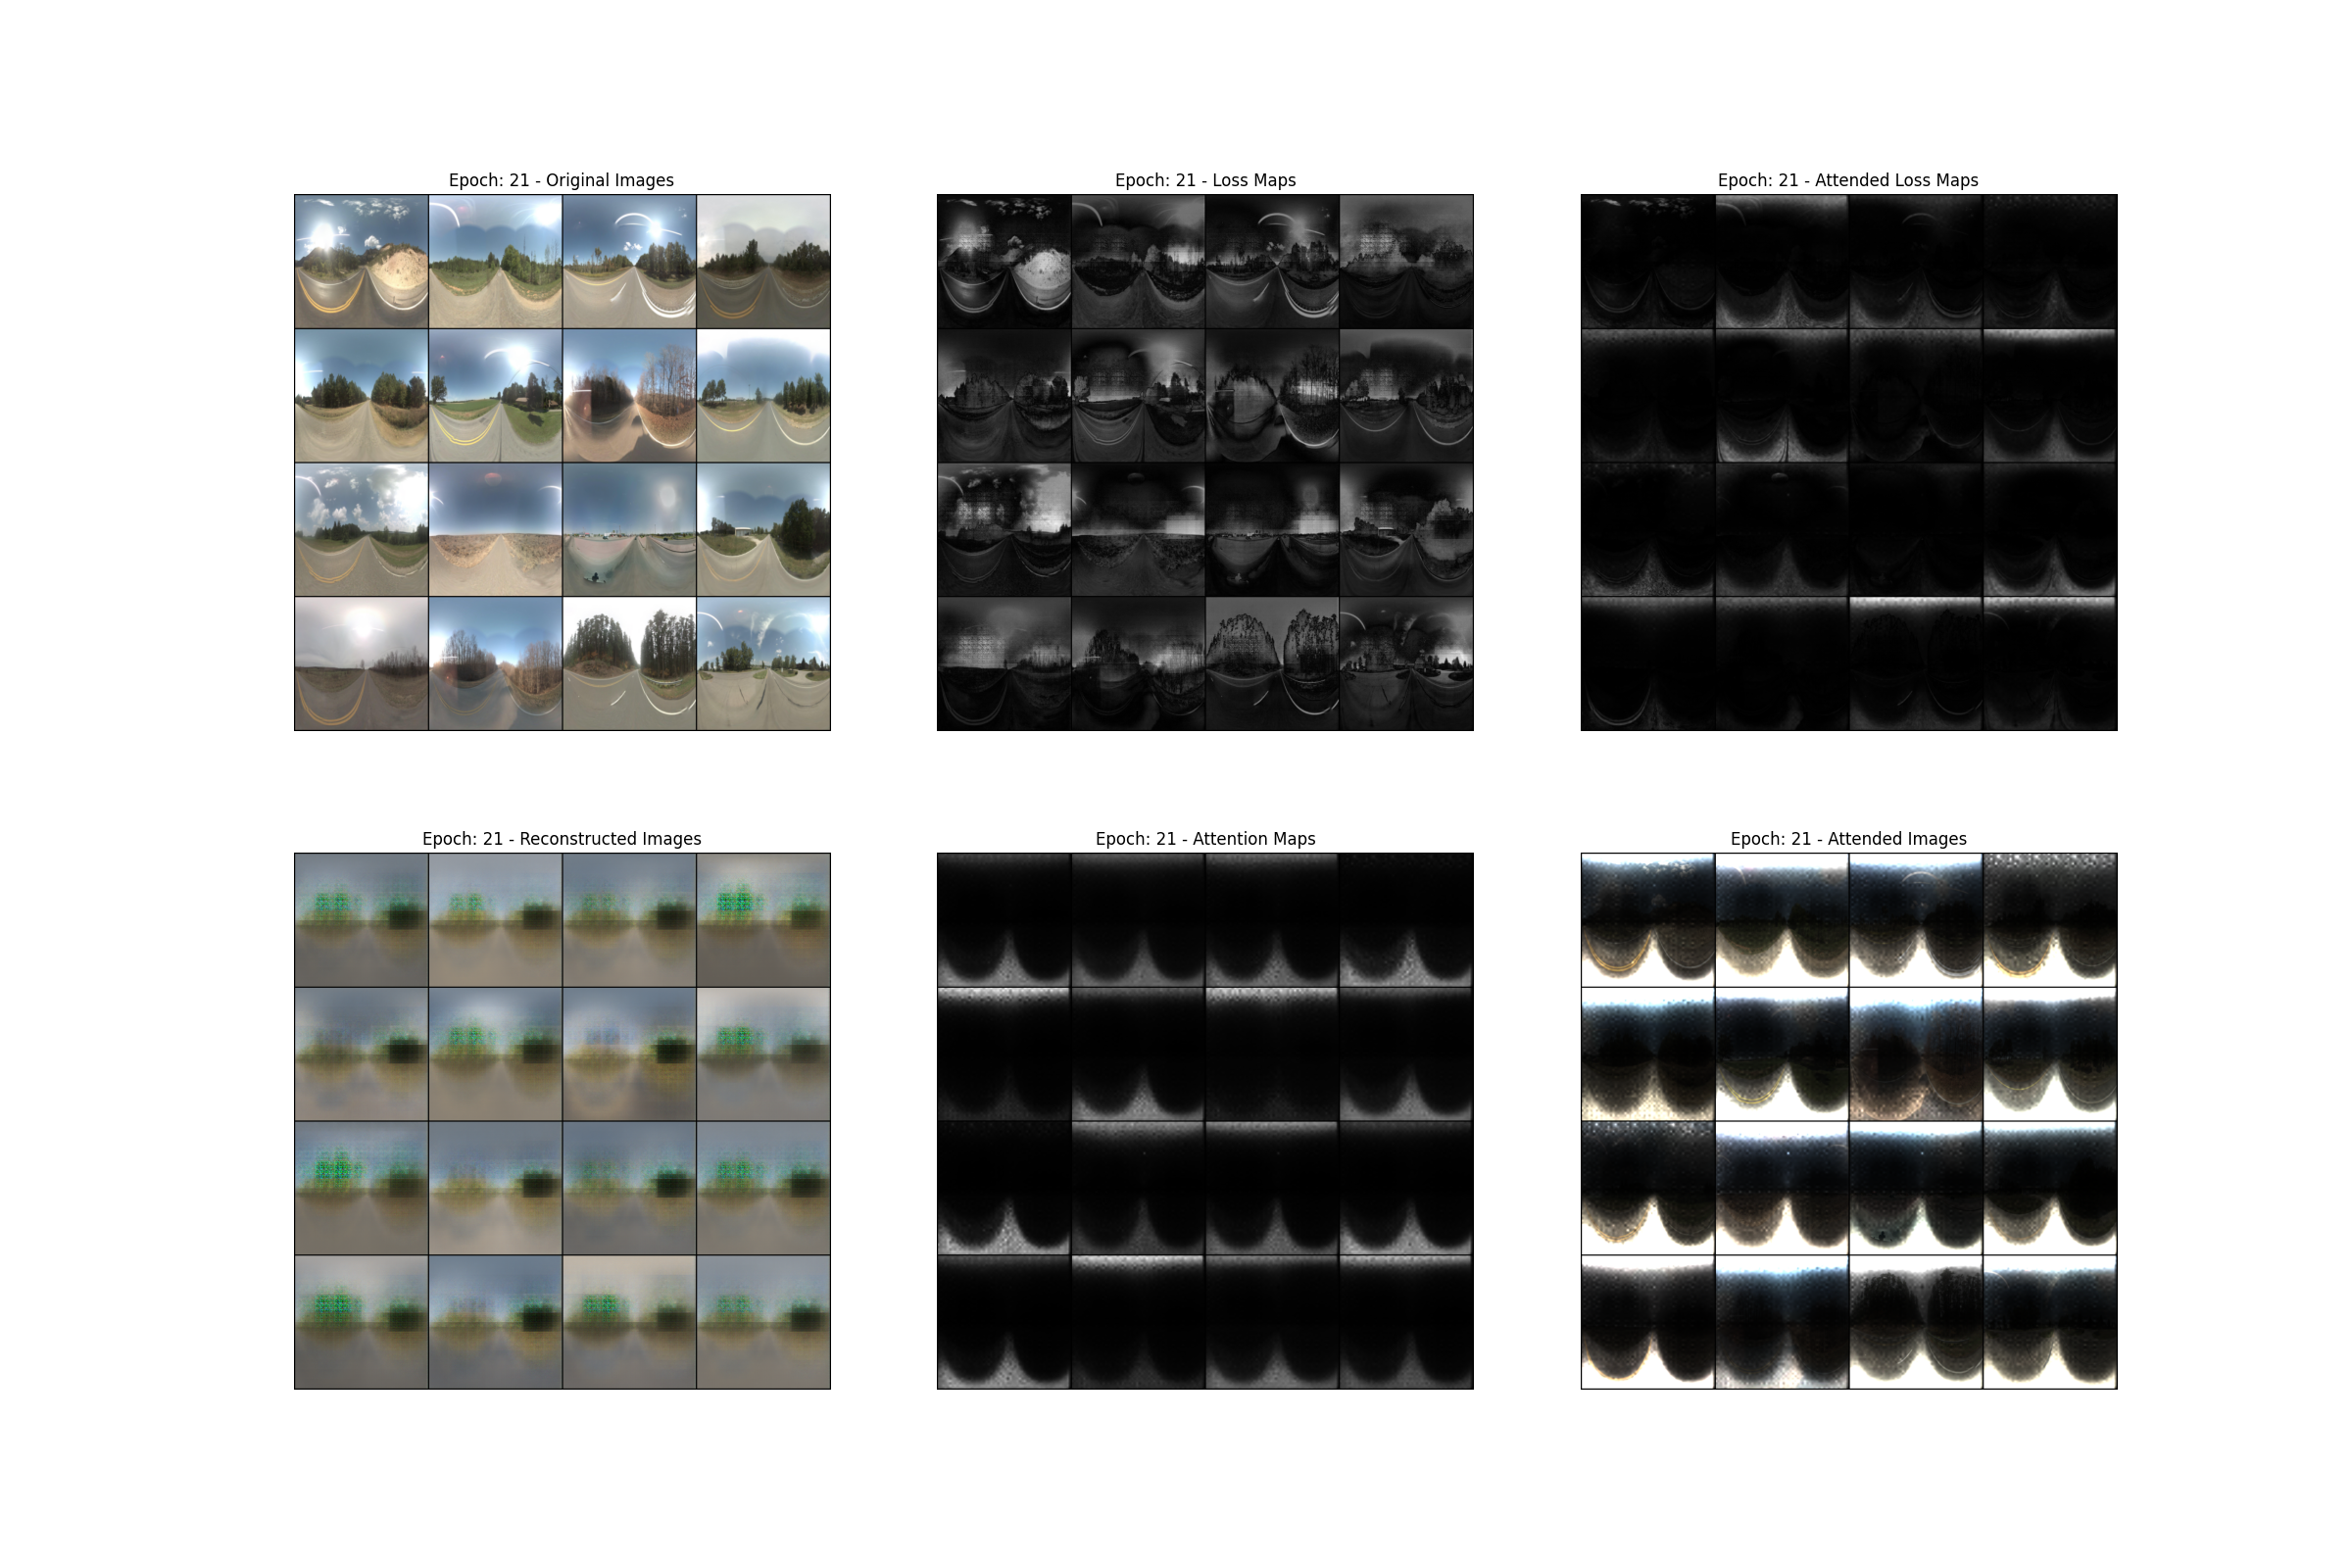 Epoch: 21 - Original Images
Epoch: 21 - Loss Maps
Epoch: 21 - Attended Loss Maps
Epoch: 21 - Reconstructed Images
Epoch: 21 - Attention Maps
Epoch: 21 - Attended Images